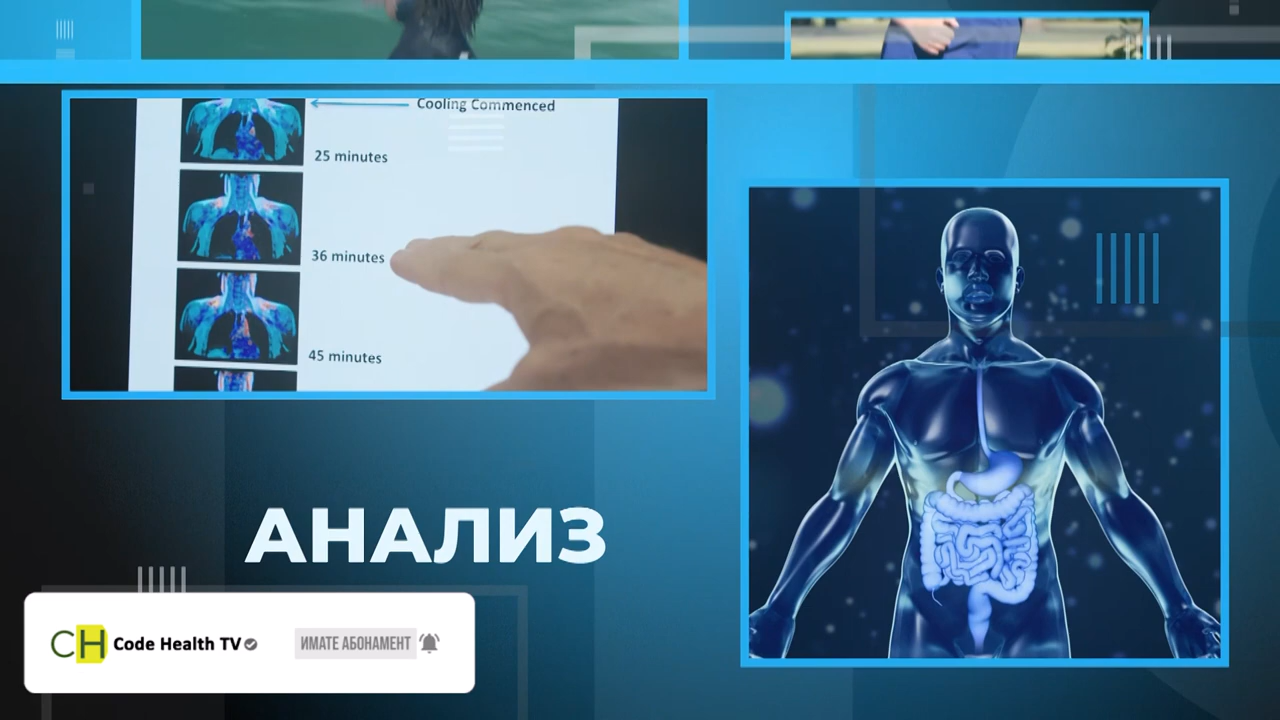 Cooling Commenced
25 minutes
36 minutes
45 minutes
АНАЛИЗ
CH Code Health TV
ИМАТЕ АБОНАМЕНТ